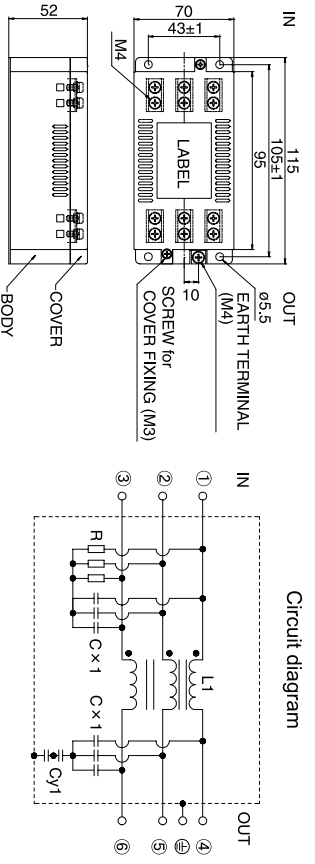 IN
OUT
115
105±1
95
70
43±1
52
M4
LABEL
ø5.5
EARTH TERMINAL
(M4)
10
SCREW for
COVER FIXING (M3)
COVER
BODY
Circuit diagram
IN
OUT
①
②
③
R
C×1
L1
C×1
Cy1
④
⑤
⑥